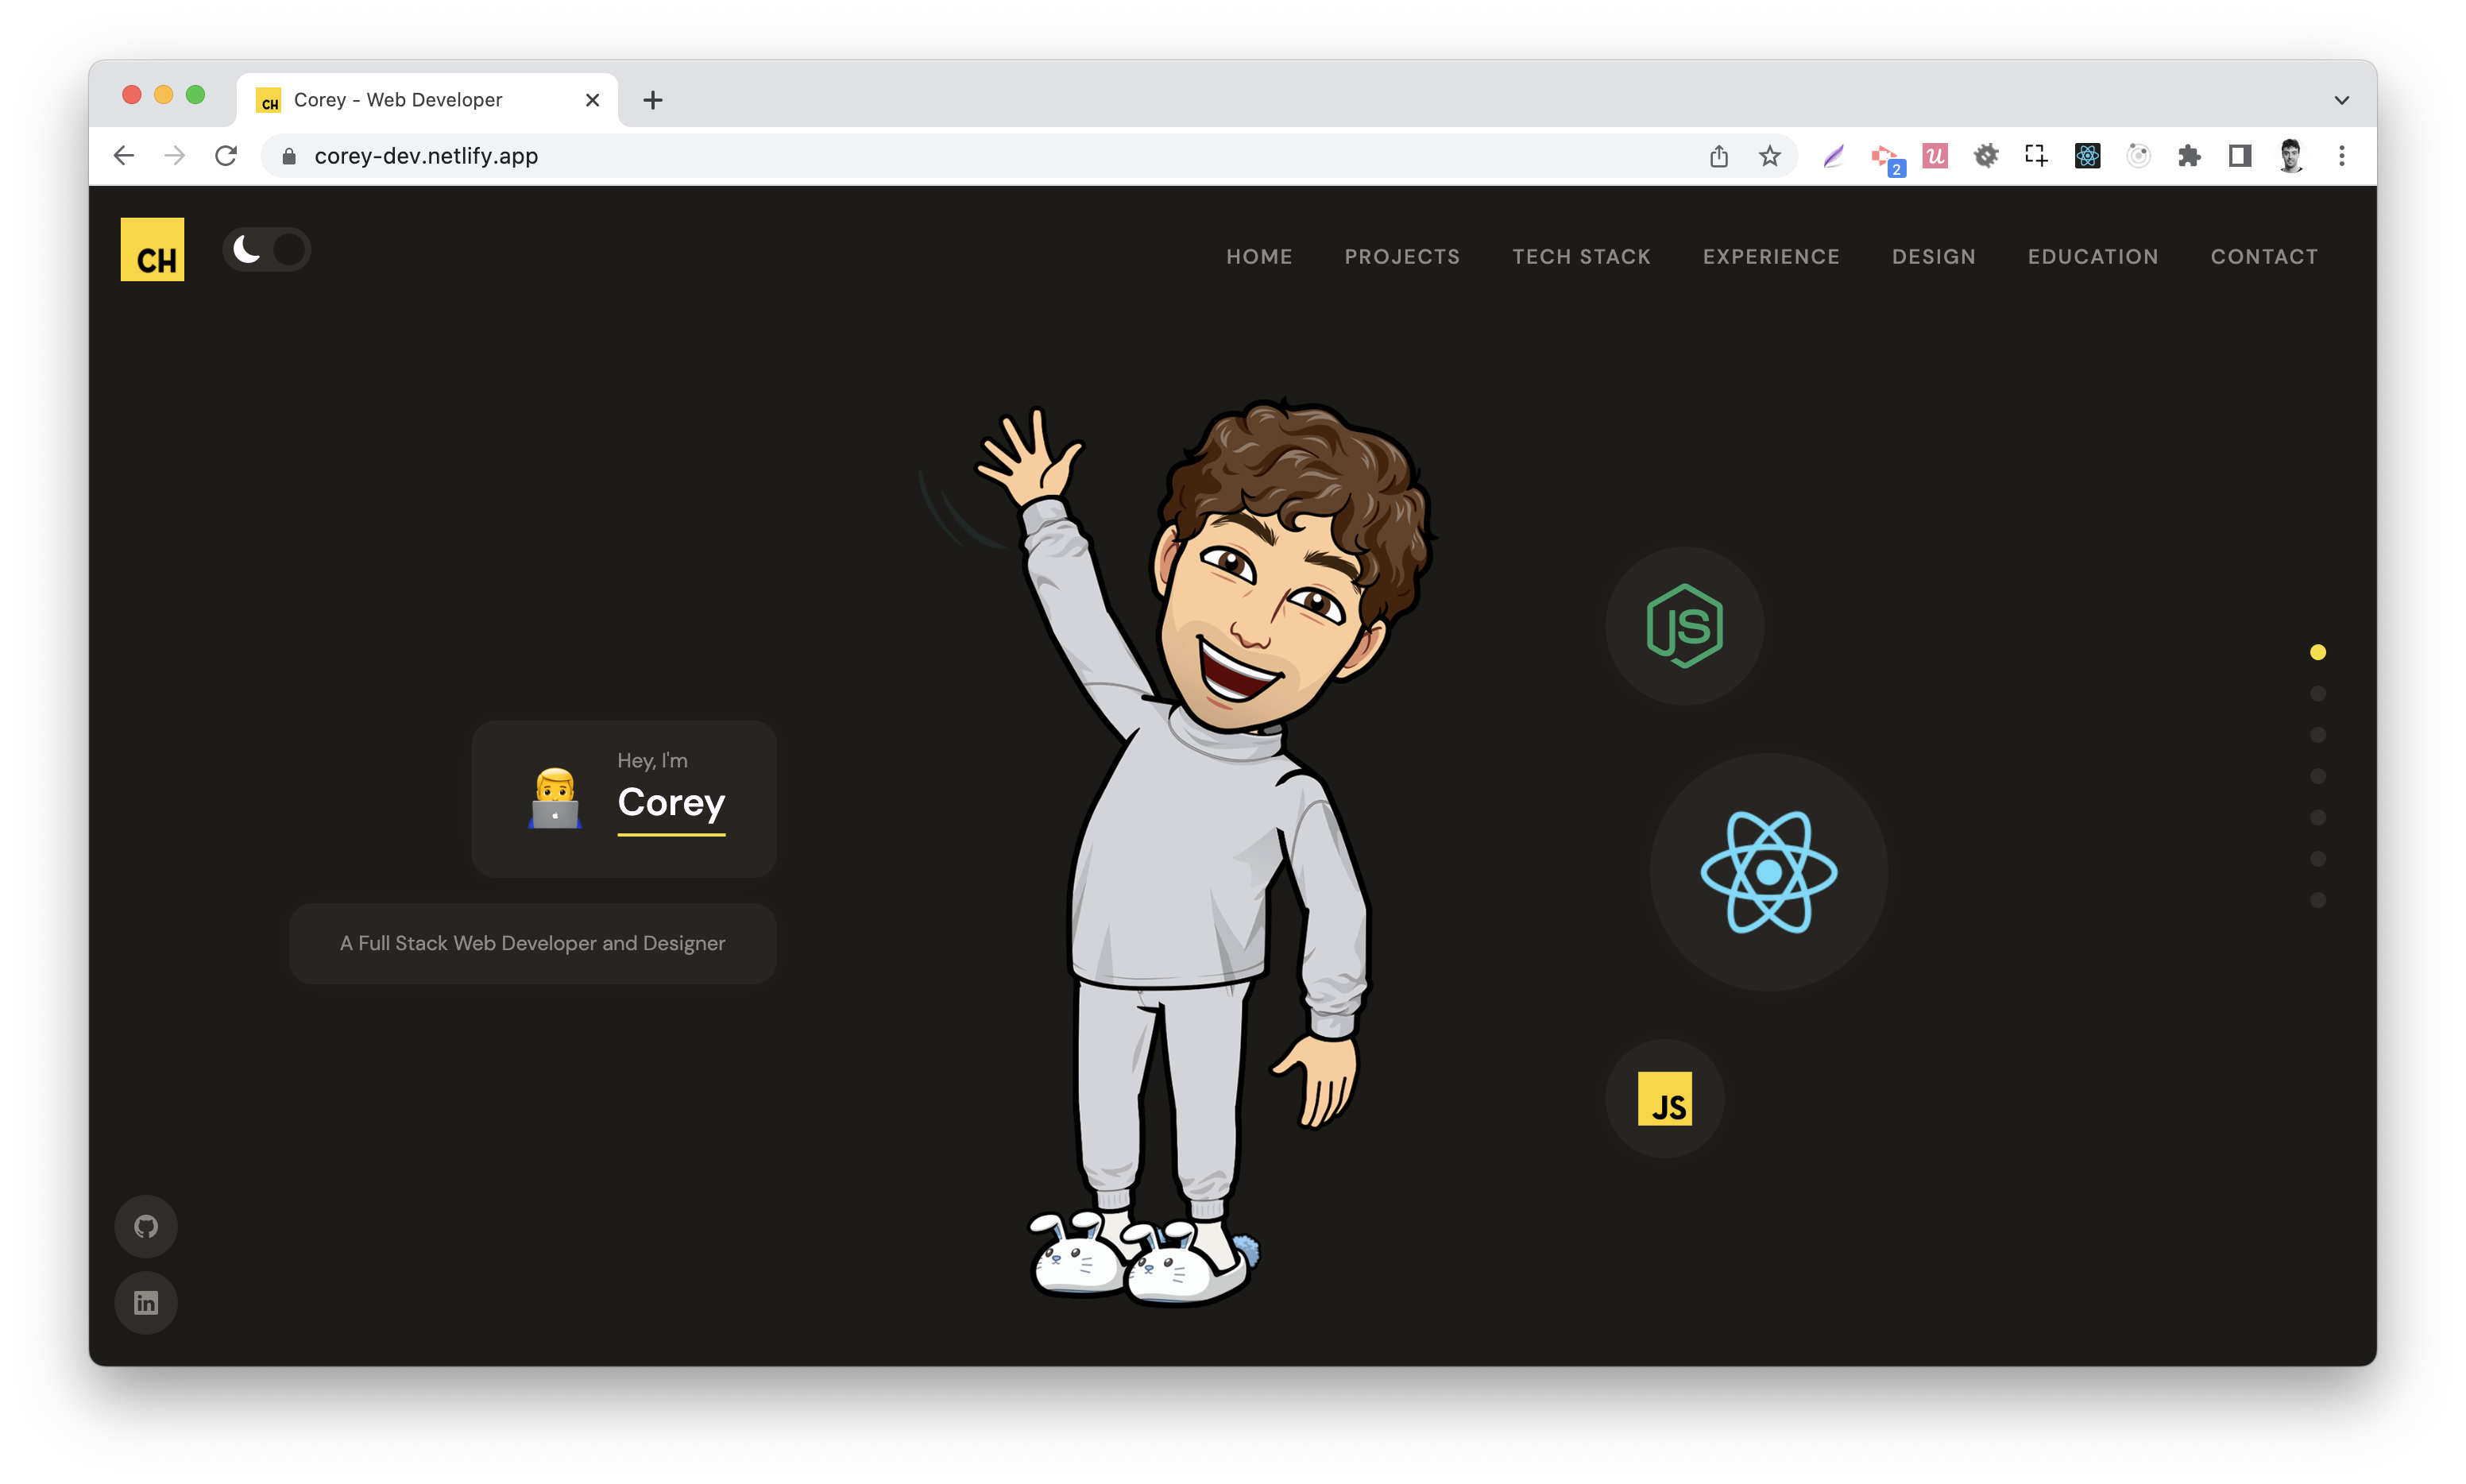 CH Corey - Web Developer
corey-dev.netlify.app
2
CH
HOME PROJECTS TECH STACK EXPERIENCE DESIGN EDUCATION CONTACT
JS
Hey, I'm
Corey
A Full Stack Web Developer and Designer
JS
in